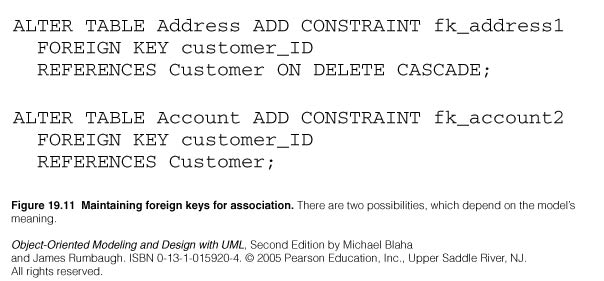 ALTER TABLE Address ADD CONSTRAINT fk_address1
FOREIGN KEY customer_ID
REFERENCES Customer ON DELETE CASCADE;
ALTER TABLE Account ADD CONSTRAINT fk_account2
FOREIGN KEY customer_ID
REFERENCES Customer;
Figure 19.11 Maintaining foreign keys for association. There are two possibilities, which depend on the model's
meaning.
Object-Oriented Modeling and Design with UML, Second Edition by Michael Blaha
and James Rumbaugh. ISBN 0-13-1-015920-4. © 2005 Pearson Education, Inc., Upper Saddle River, NJ.
All rights reserved.